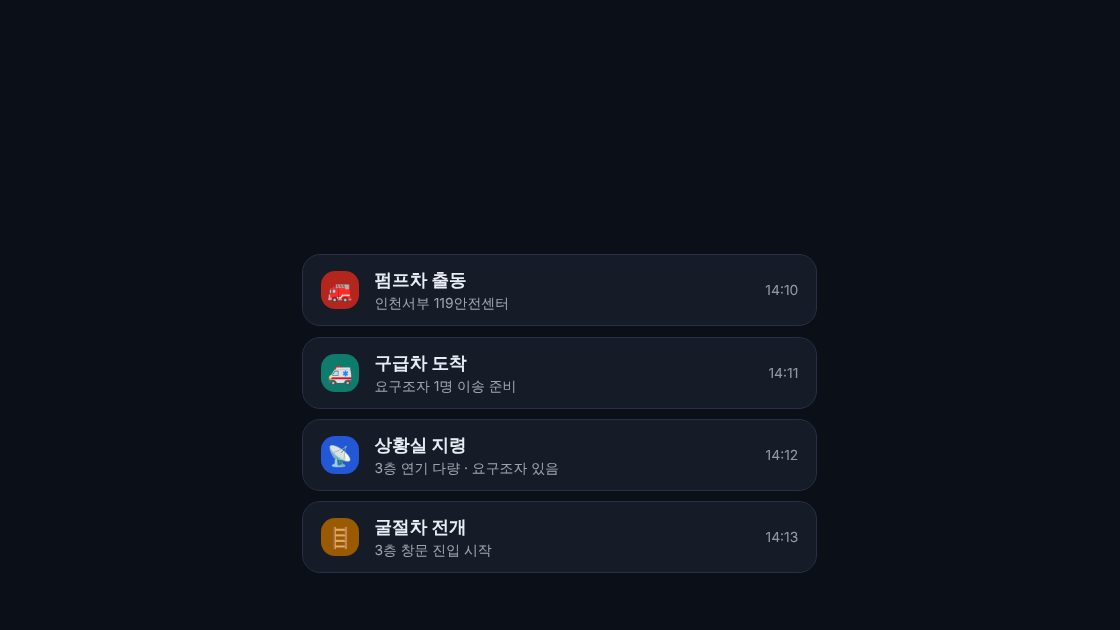 펌프차 출동
인천서부 119안전센터
14:10
구급차 도착
요구조자 1명 이송 준비
14:11
상황실 지령
3층 연기 다량 · 요구조자 있음
14:12
굴절차 전개
3층 창문 진입 시작
14:13